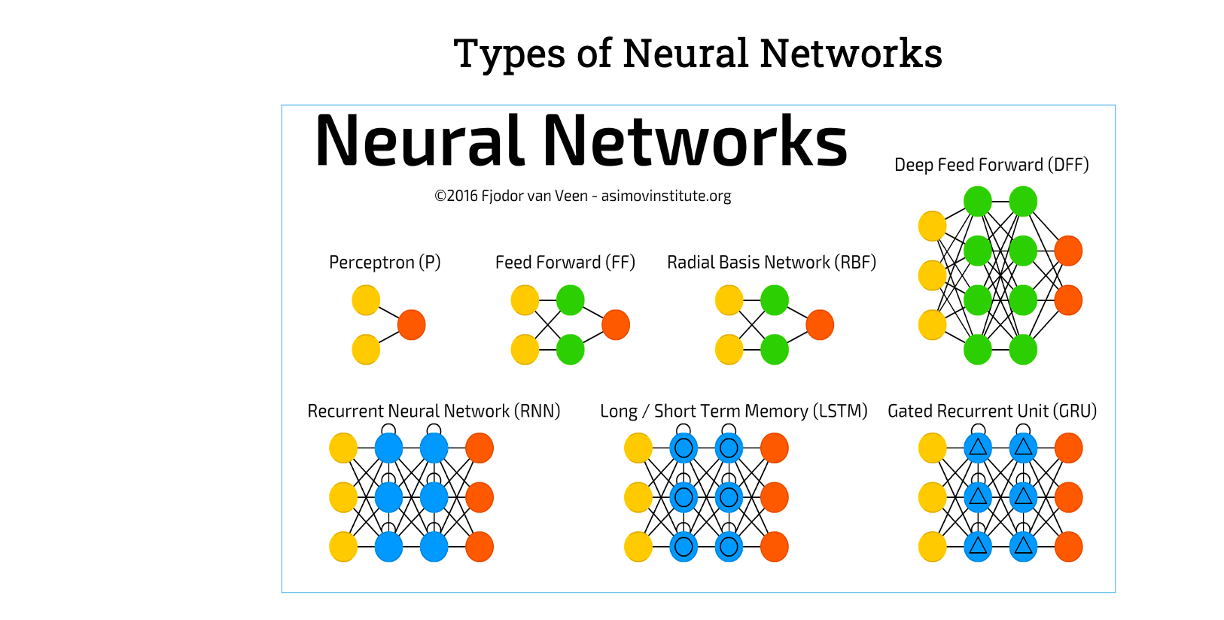 Types of Neural Networks
Neural Networks
©2016 Fjodor van Veen - asimovinstitute.org
Deep Feed Forward (DFF)
Perceptron (P)
Feed Forward (FF)
Radial Basis Network (RBF)
Recurrent Neural Network (RNN)
Long / Short Term Memory (LSTM)
Gated Recurrent Unit (GRU)